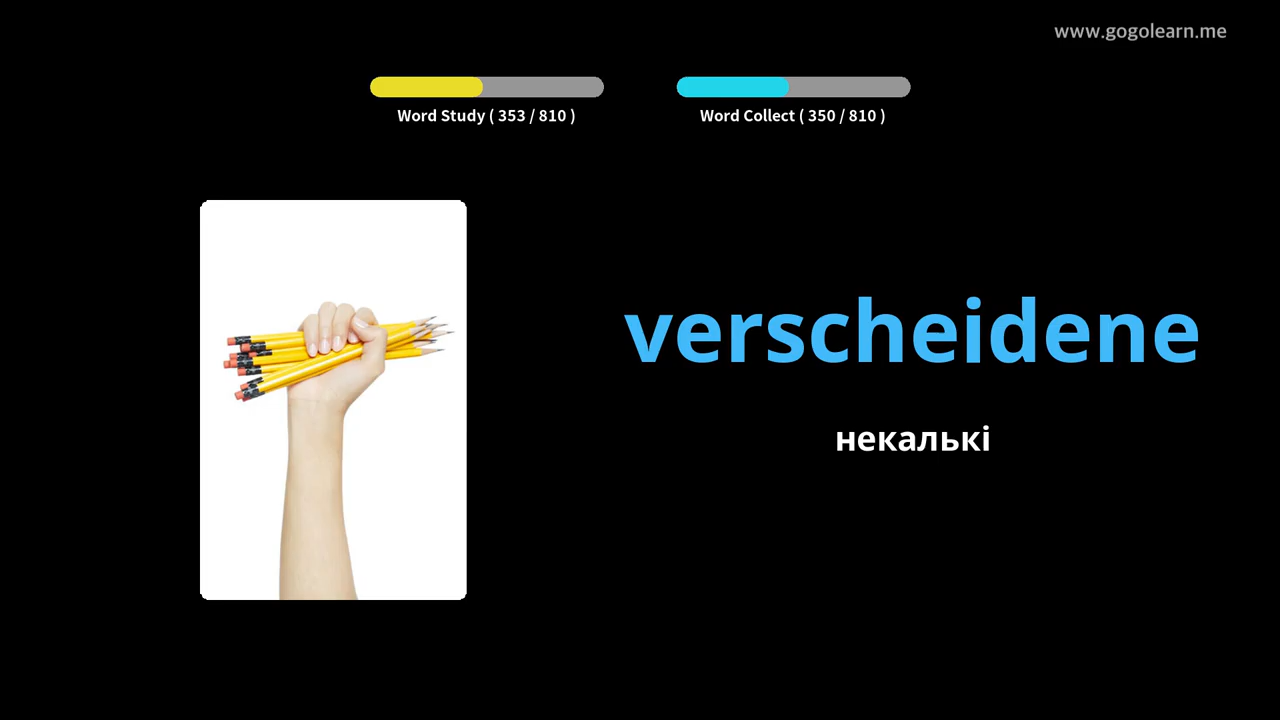 www.gogolearn.me
Word Study ( 353 / 810 )
Word Collect ( 350 / 810 )
verscheidene
некалькі